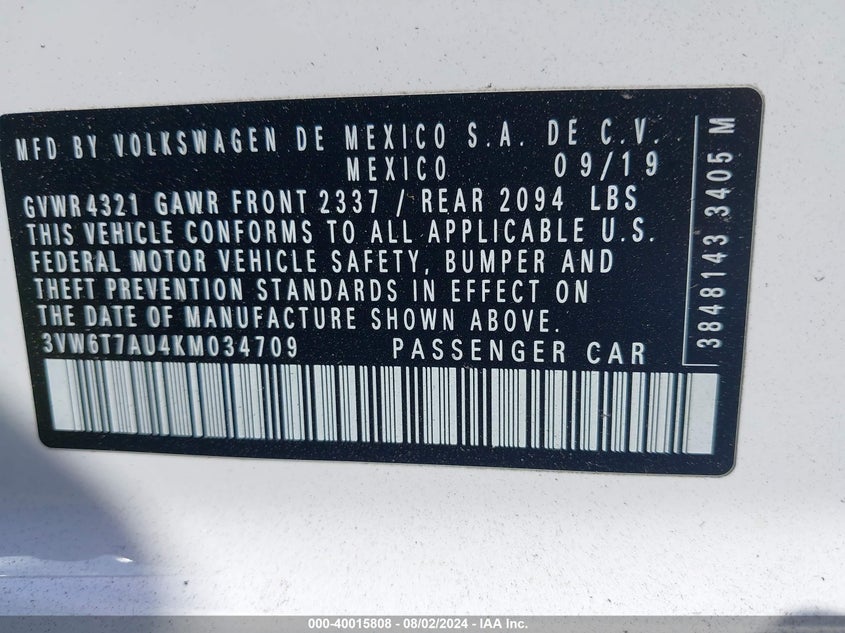 MFD BY VOLKSWAGEN DE MEXICO S.A. DE C.V.
MEXICO 09/19
GVWR 4321 GAWR FRONT 2337 / REAR 2094 LBS
THIS VEHICLE CONFORMS TO ALL APPLICABLE U.S.
FEDERAL MOTOR VEHICLE SAFETY, BUMPER AND
THEFT PREVENTION STANDARDS IN EFFECT ON
THE DATE OF MANUFACTURE SHOWN ABOVE.
3VW6T7AU4KM034709 PASSENGER CAR
3848143 3405 M
000-40015808 - 08/02/2024 - IAA Inc.